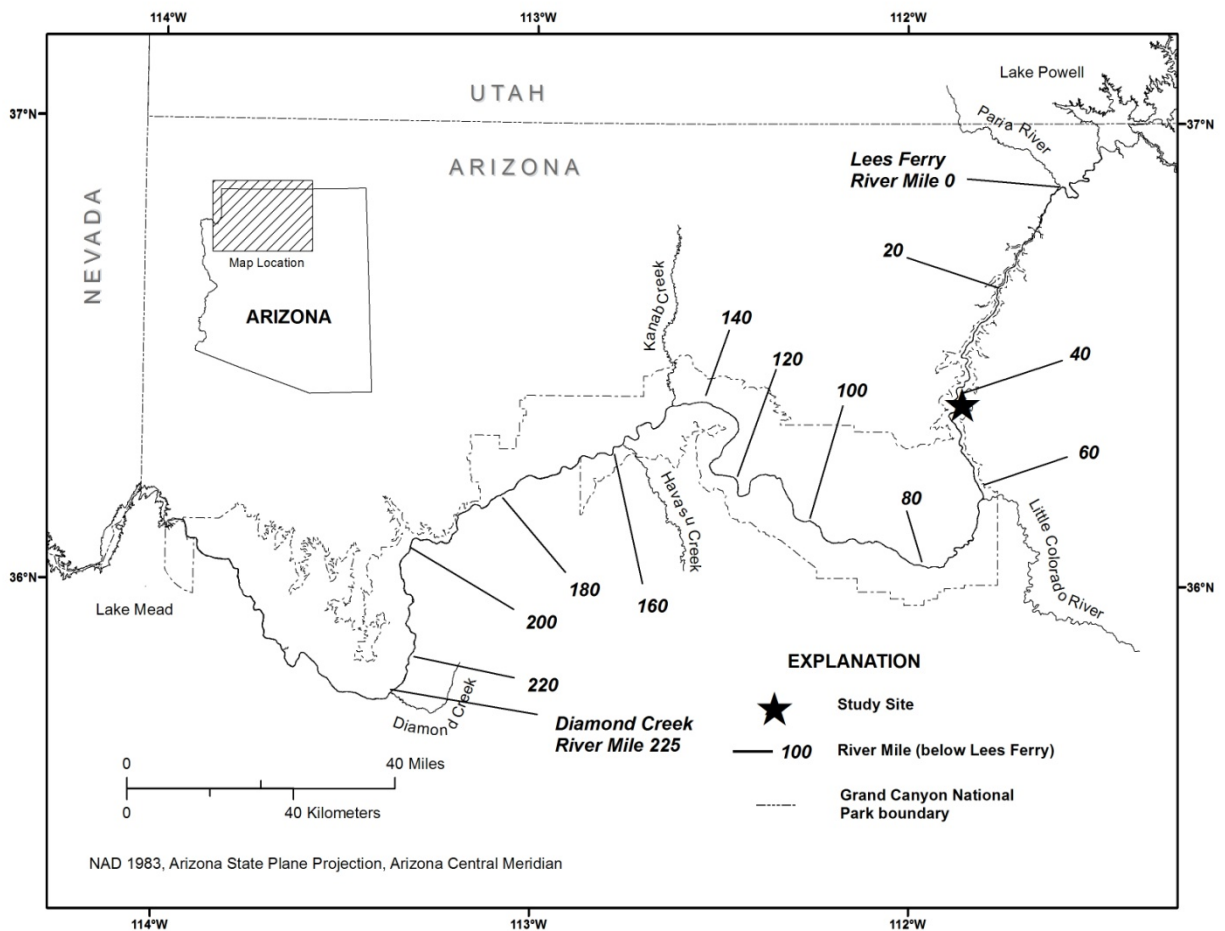 114°W
113°W
112°W
Lake Powell
UTAH
37°N
37°N
Paria River
ARIZONA
Lees Ferry
River Mile 0
NEVADA
20
Map Location
Kanab Creek
ARIZONA
140
40
120
100
60
Havasu Creek
80
Little Colorado River
36°N
36°N
180
160
Lake Mead
200
EXPLANATION
220
Study Site
Diamond Creek
Diamond Creek
River Mile 225
100 River Mile (below Lees Ferry)
0 40 Miles
Grand Canyon National
Park boundary
0 40 Kilometers
NAD 1983, Arizona State Plane Projection, Arizona Central Meridian
114°W
113°W
112°W